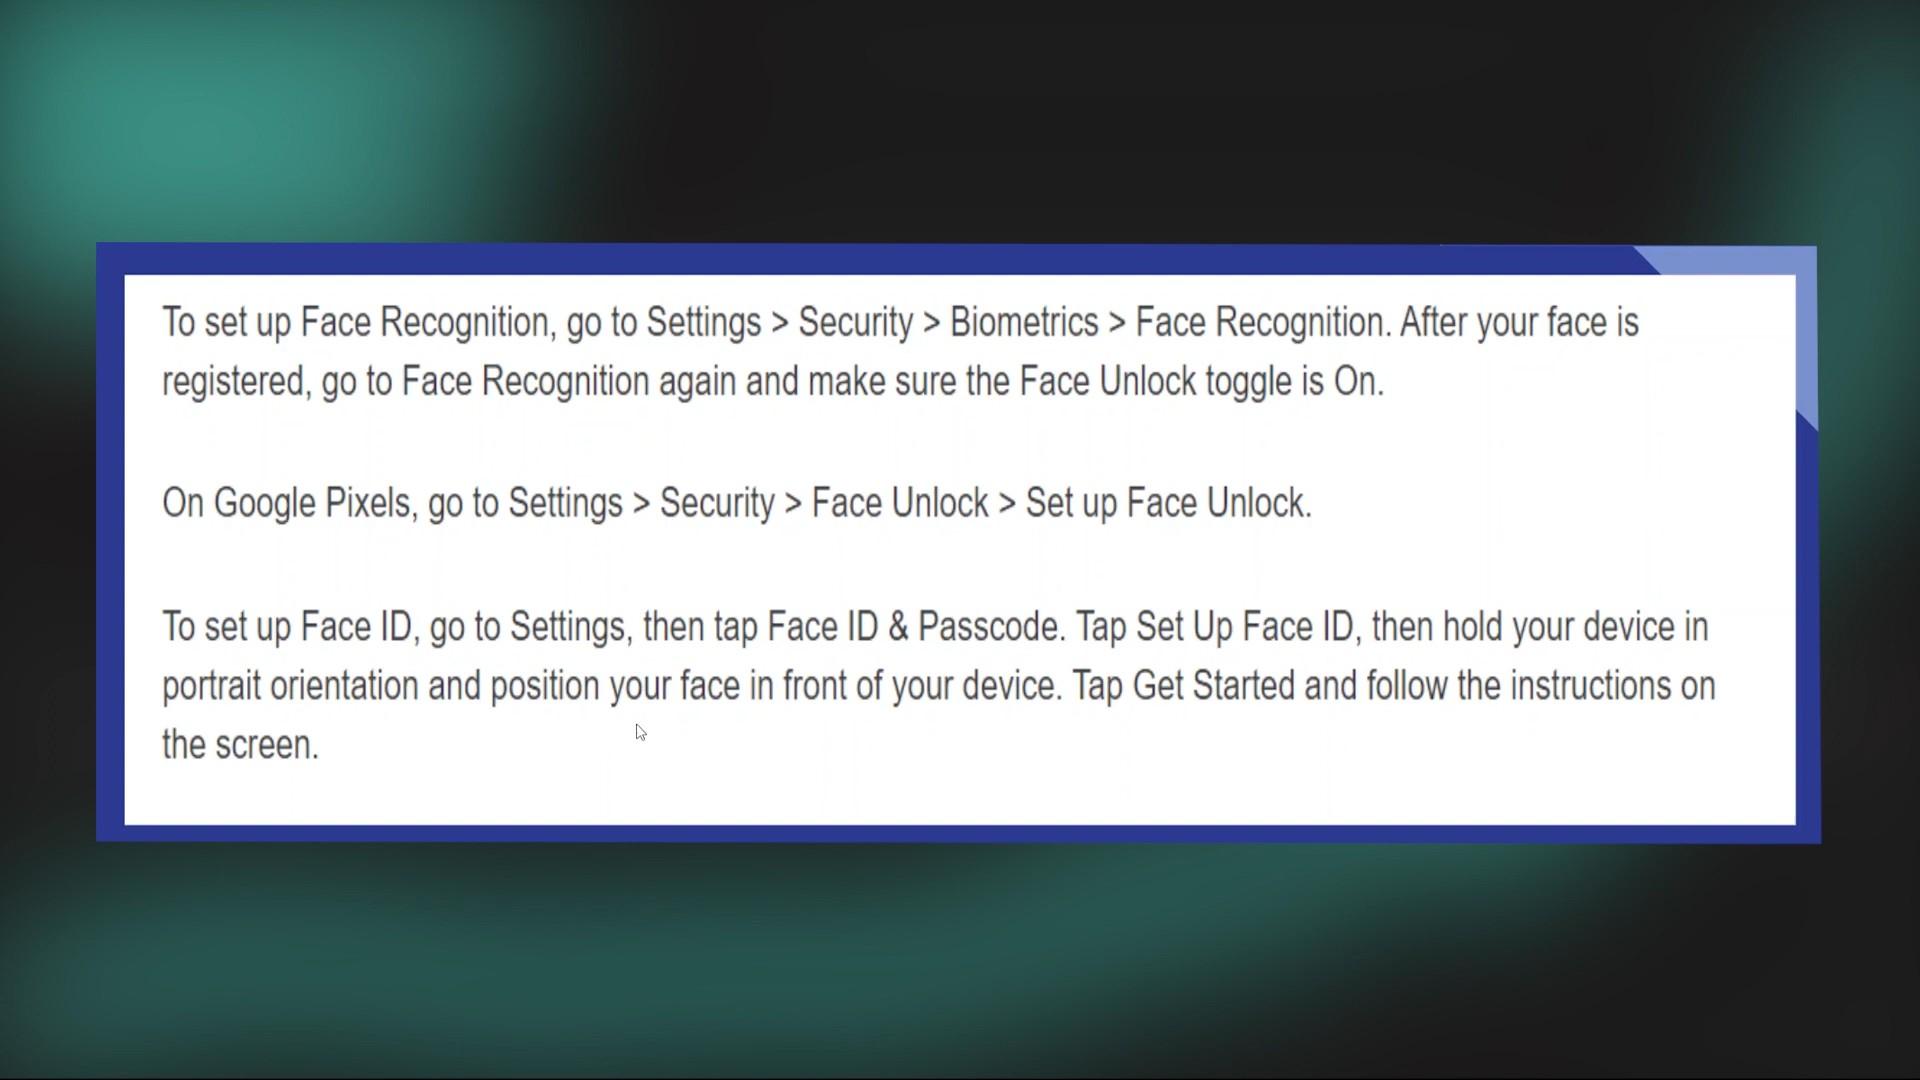 To set up Face Recognition, go to Settings > Security > Biometrics > Face Recognition. After your face is
registered, go to Face Recognition again and make sure the Face Unlock toggle is On.
On Google Pixels, go to Settings > Security > Face Unlock > Set up Face Unlock.
To set up Face ID, go to Settings, then tap Face ID & Passcode. Tap Set Up Face ID, then hold your device in
portrait orientation and position your face in front of your device. Tap Get Started and follow the instructions on
the screen.